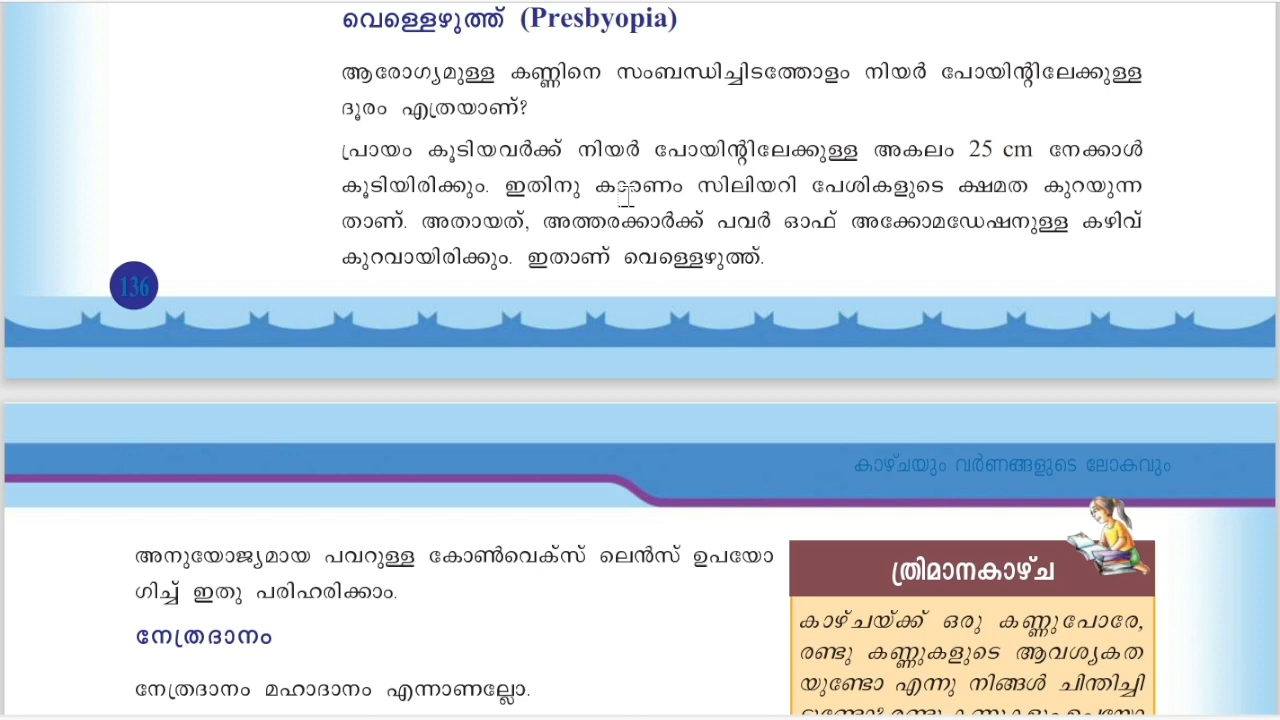 വെള്ളെഴുത്ത് (Presbyopia)
ആരോഗ്യമുള്ള കണ്ണിനെ സംബന്ധിച്ചിടത്തോളം നിയർ പോയിന്റിലേക്കുള്ള
ദൂരം എത്രയാണ്?
പ്രായം കൂടിയവർക്ക് നിയർ പോയിന്റിലേക്കുള്ള അകലം 25 cm നേക്കാൾ
കൂടിയിരിക്കും. ഇതിനു കാരണം സിലിയറി പേശികളുടെ ക്ഷമത കുറയുന്ന
താണ്. അതായത്, അത്തരക്കാർക്ക് പവർ ഓഫ് അക്കോമഡേഷനുള്ള കഴിവ്
കുറവായിരിക്കും. ഇതാണ് വെള്ളെഴുത്ത്.
136
കാഴ്ചയും വർണങ്ങളുടെ ലോകവും
അനുയോജ്യമായ പവറുള്ള കോൺവെക്സ് ലെൻസ് ഉപയോ
ഗിച്ച് ഇതു പരിഹരിക്കാം.
നേത്രദാനം
നേത്രദാനം മഹാദാനം എന്നാണല്ലോ.
ത്രിമാനകാഴ്ച
കാഴ്ചയ്ക്ക് ഒരു കണ്ണുപോരേ,
രണ്ടു കണ്ണുകളുടെ ആവശ്യകത
യുണ്ടോ എന്നു നിങ്ങൾ ചിന്തിച്ചി